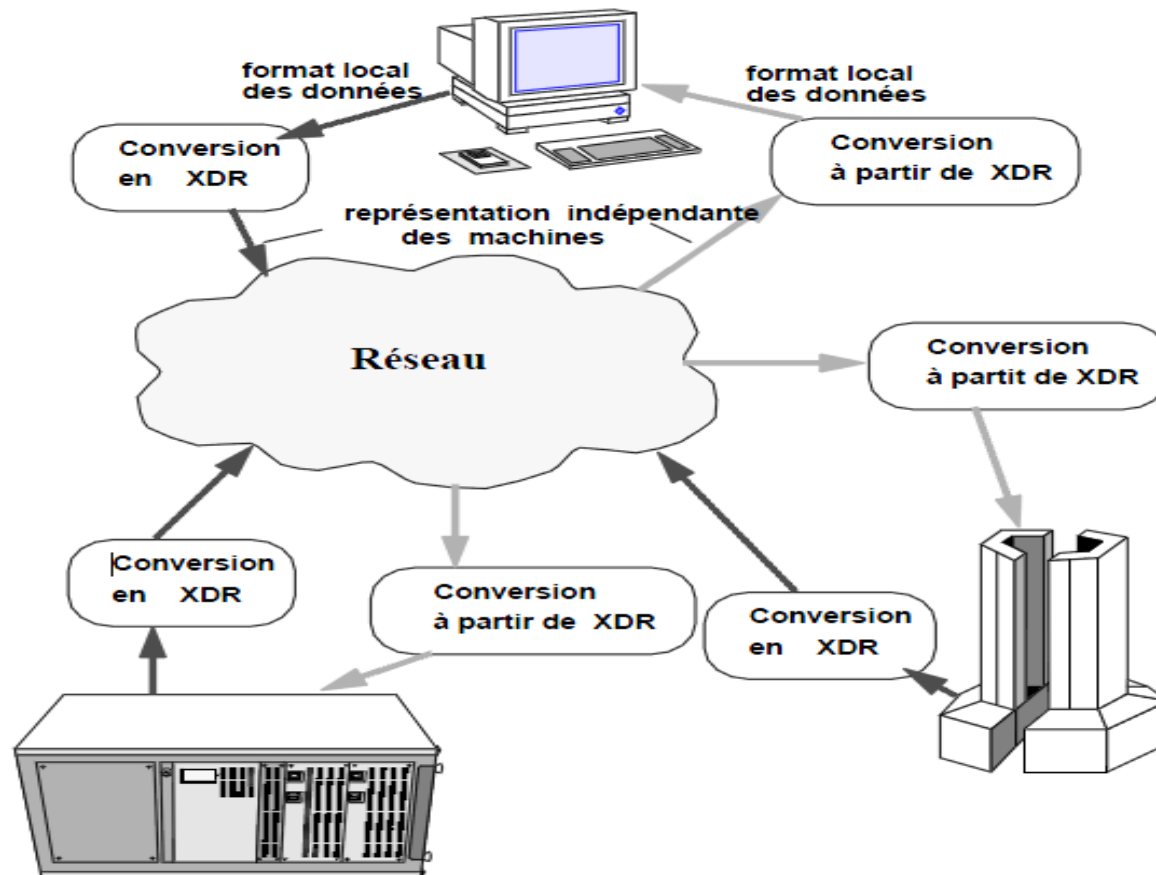 format local
des données
format local
des données
Conversion
en XDR
Conversion
à partir de XDR
représentation indépendante
des machines
Réseau
Conversion
à partit de XDR
Conversion
en XDR
Conversion
à partir de XDR
Conversion
en XDR